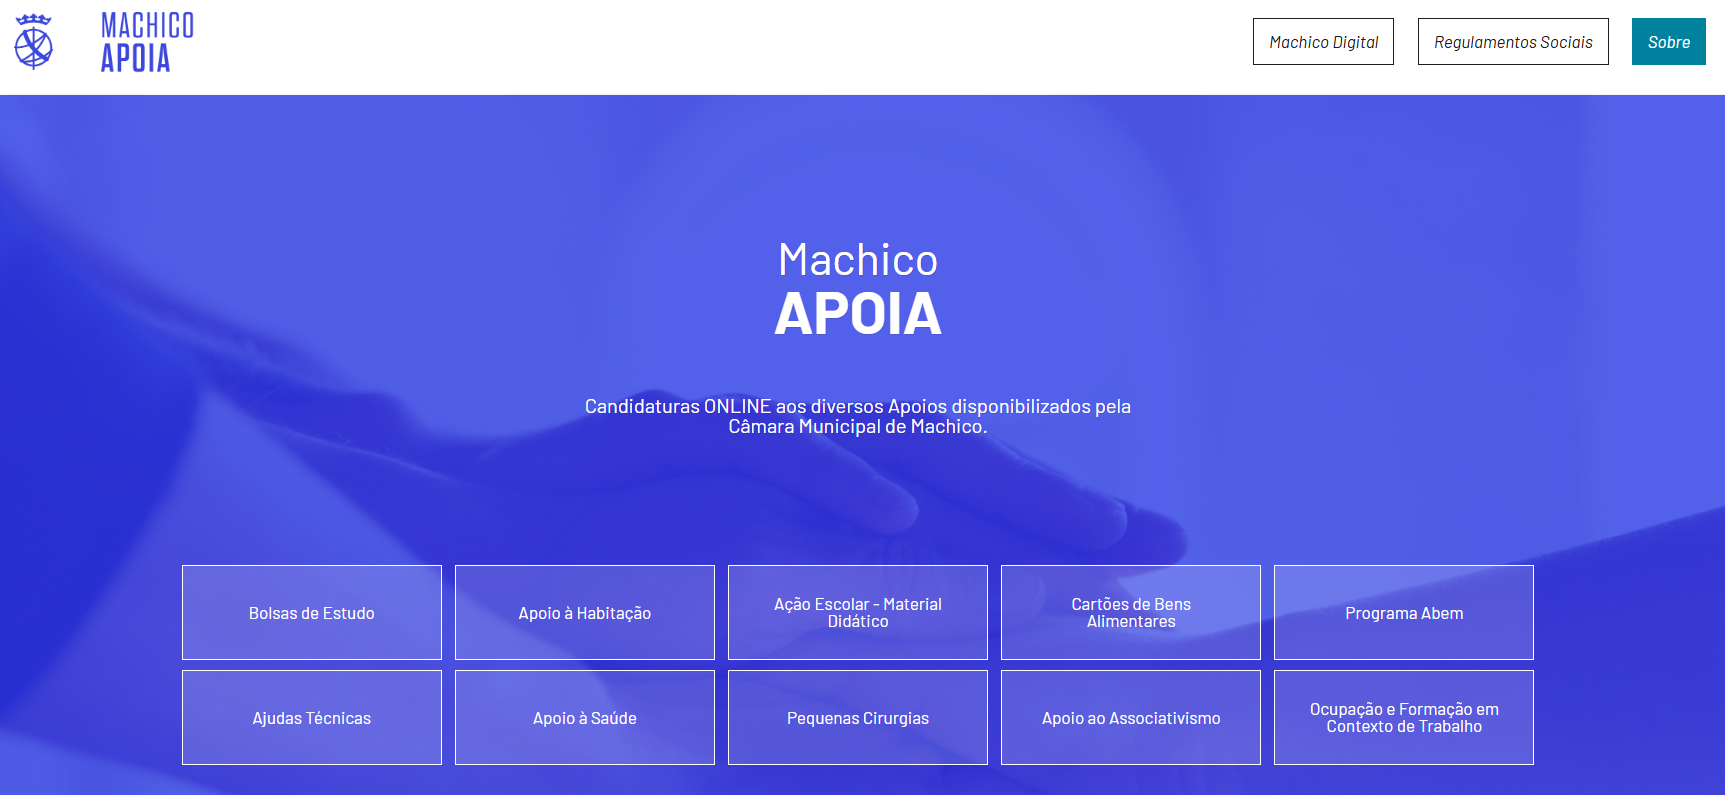 MACHICO
APOIA
Machico Digital
Regulamentos Sociais
Sobre
Machico
APOIA
Candidaturas ONLINE aos diversos Apoios disponibilizados pela
Câmara Municipal de Machico.
Bolsas de Estudo
Apoio à Habitação
Ação Escolar - Material
Didático
Cartões de Bens
Alimentares
Programa Abem
Ajudas Técnicas
Apoio à Saúde
Pequenas Cirurgias
Apoio ao Associativismo
Ocupação e Formação em
Contexto de Trabalho